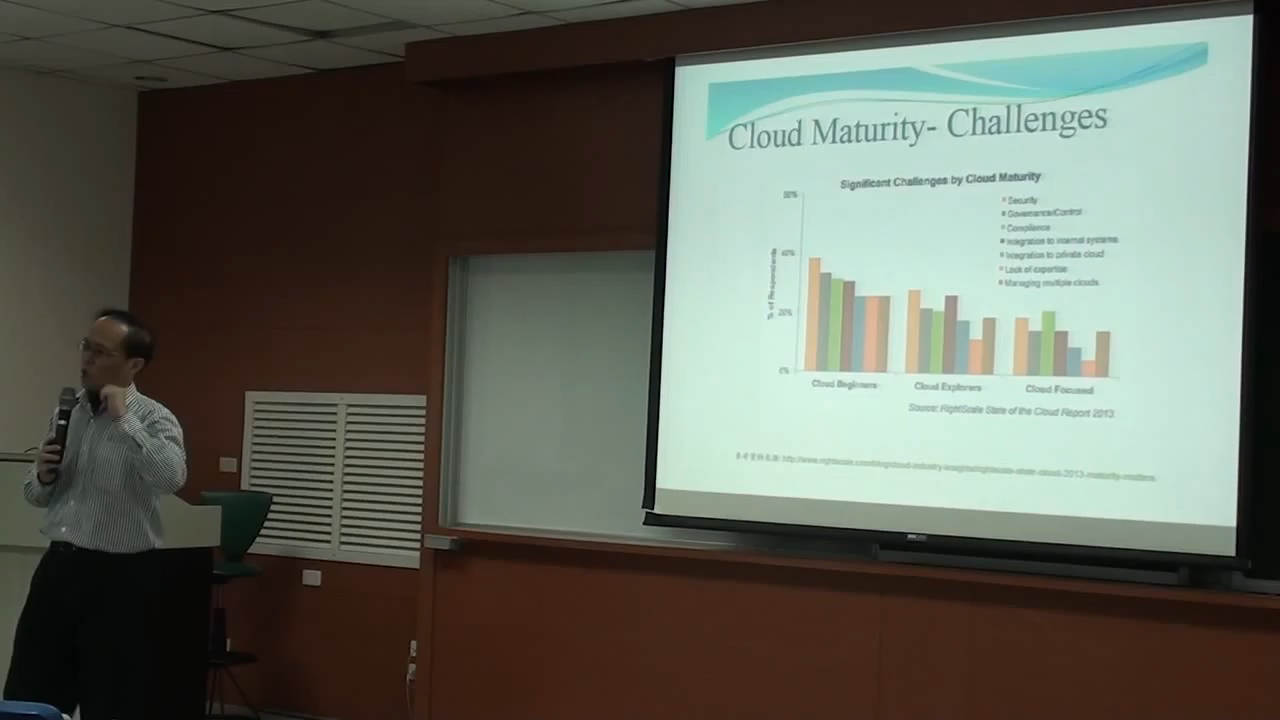 Cloud Maturity- Challenges
Significant Challenges by Cloud Maturity
Security
Governance/Control
Compliance
Integration to internal systems
Integration to private cloud
Lack of expertise
Managing multiple clouds
% of Respondents
40%
20%
0%
Cloud Beginners
Cloud Explorers
Cloud Focused
Source: RightScale State of the Cloud Report 2013